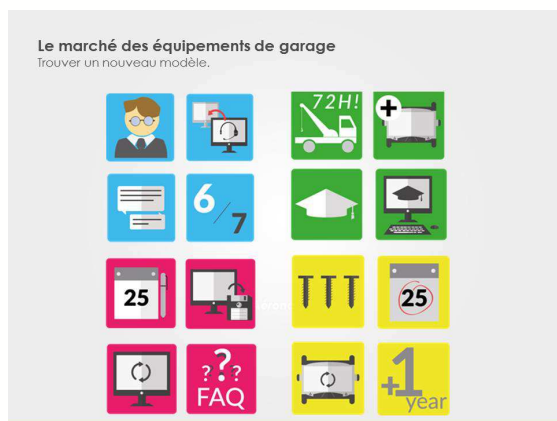 Le marché des équipements de garage
Trouver un nouveau modèle.
72H!
+
6/7
25
25
? ? ?
FAQ
+1
year